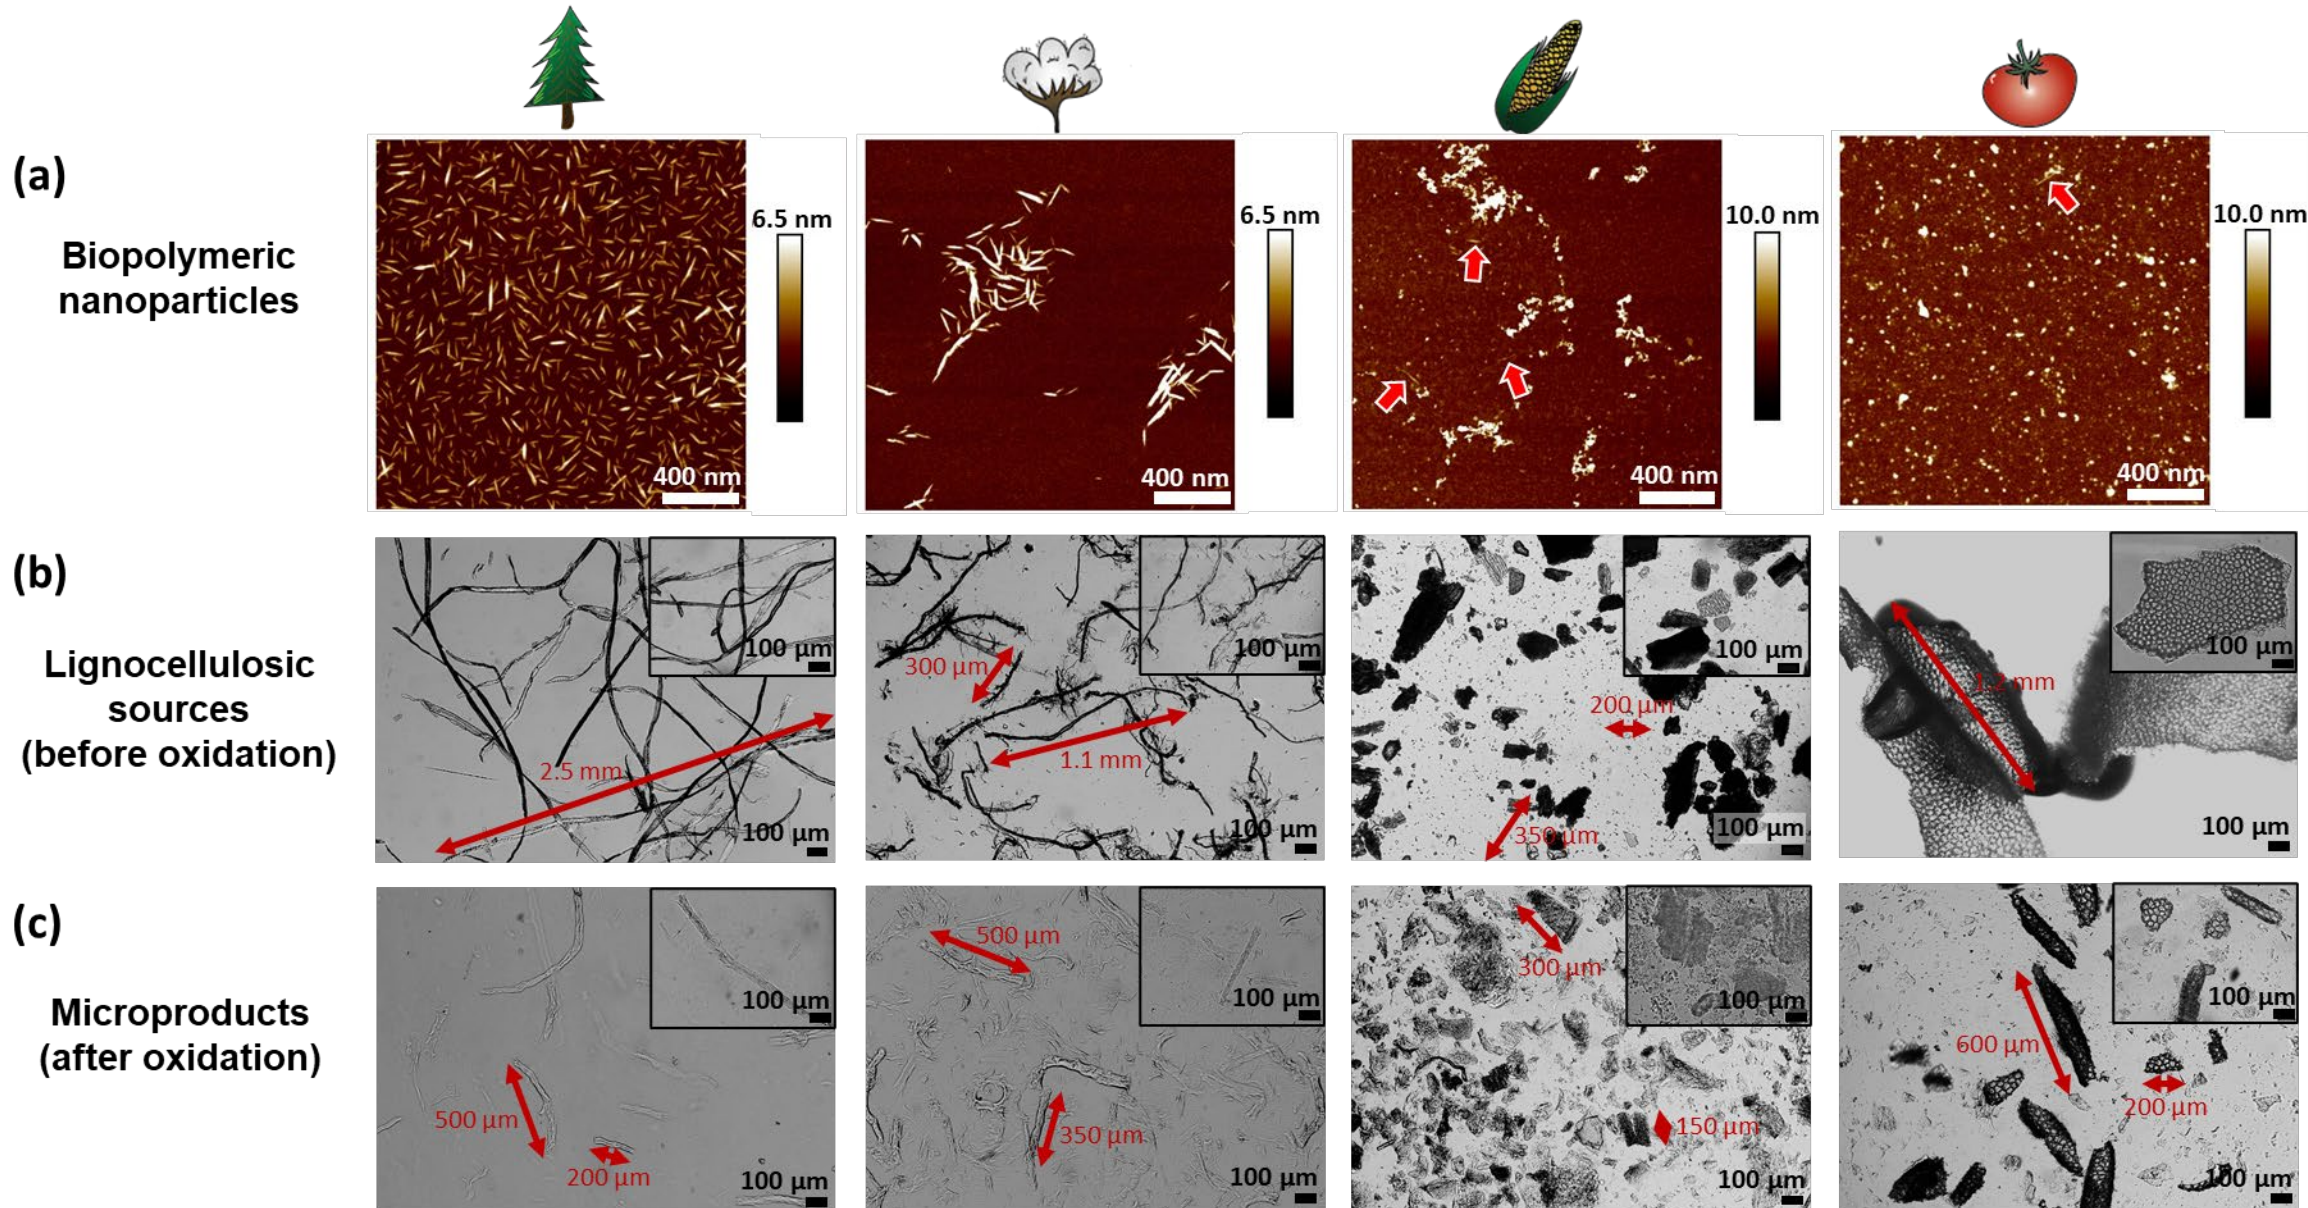 (a)
Biopolymeric
nanoparticles
6.5 nm
400 nm
6.5 nm
400 nm
10.0 nm
400 nm
10.0 nm
400 nm
(b)
Lignocellulosic
sources
(before oxidation)
100 µm
2.5 mm
100 µm
100 µm
300 µm
1.1 mm
100 µm
100 µm
200 µm
350 µm
100 µm
100 µm
1.2 mm
100 µm
(c)
Microproducts
(after oxidation)
100 µm
500 µm
200 µm
100 µm
500 µm
100 µm
350 µm
100 µm
300 µm
100 µm
150 µm
100 µm
100 µm
600 µm
200 µm
100 µm